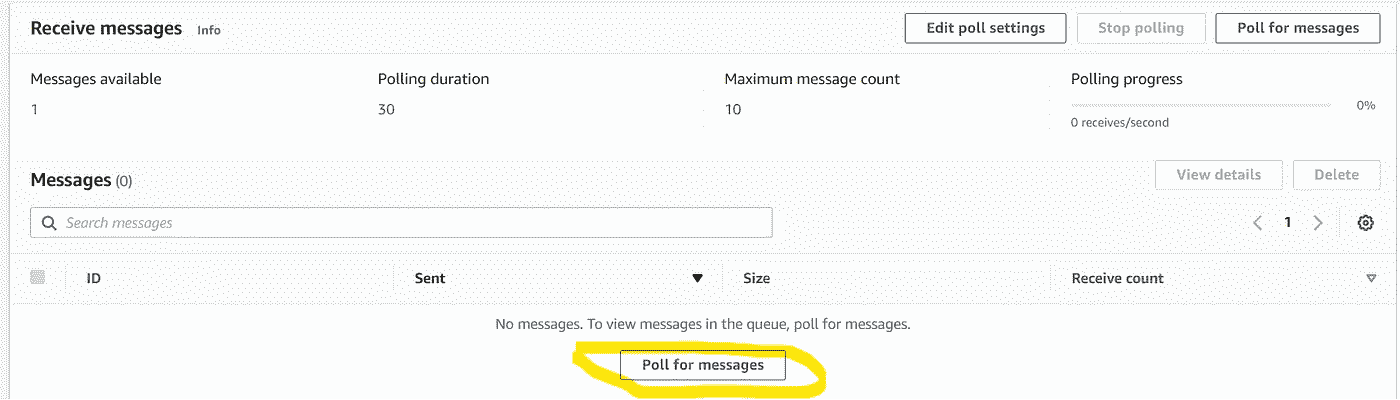 Receive messages Info Edit poll settings Stop polling Poll for messages
Messages available Polling duration Maximum message count Polling progress
1 30 10 0%
0 receives/second
Messages (0) View details Delete
Search messages 1
ID Sent Size Receive count
No messages. To view messages in the queue, poll for messages.
Poll for messages